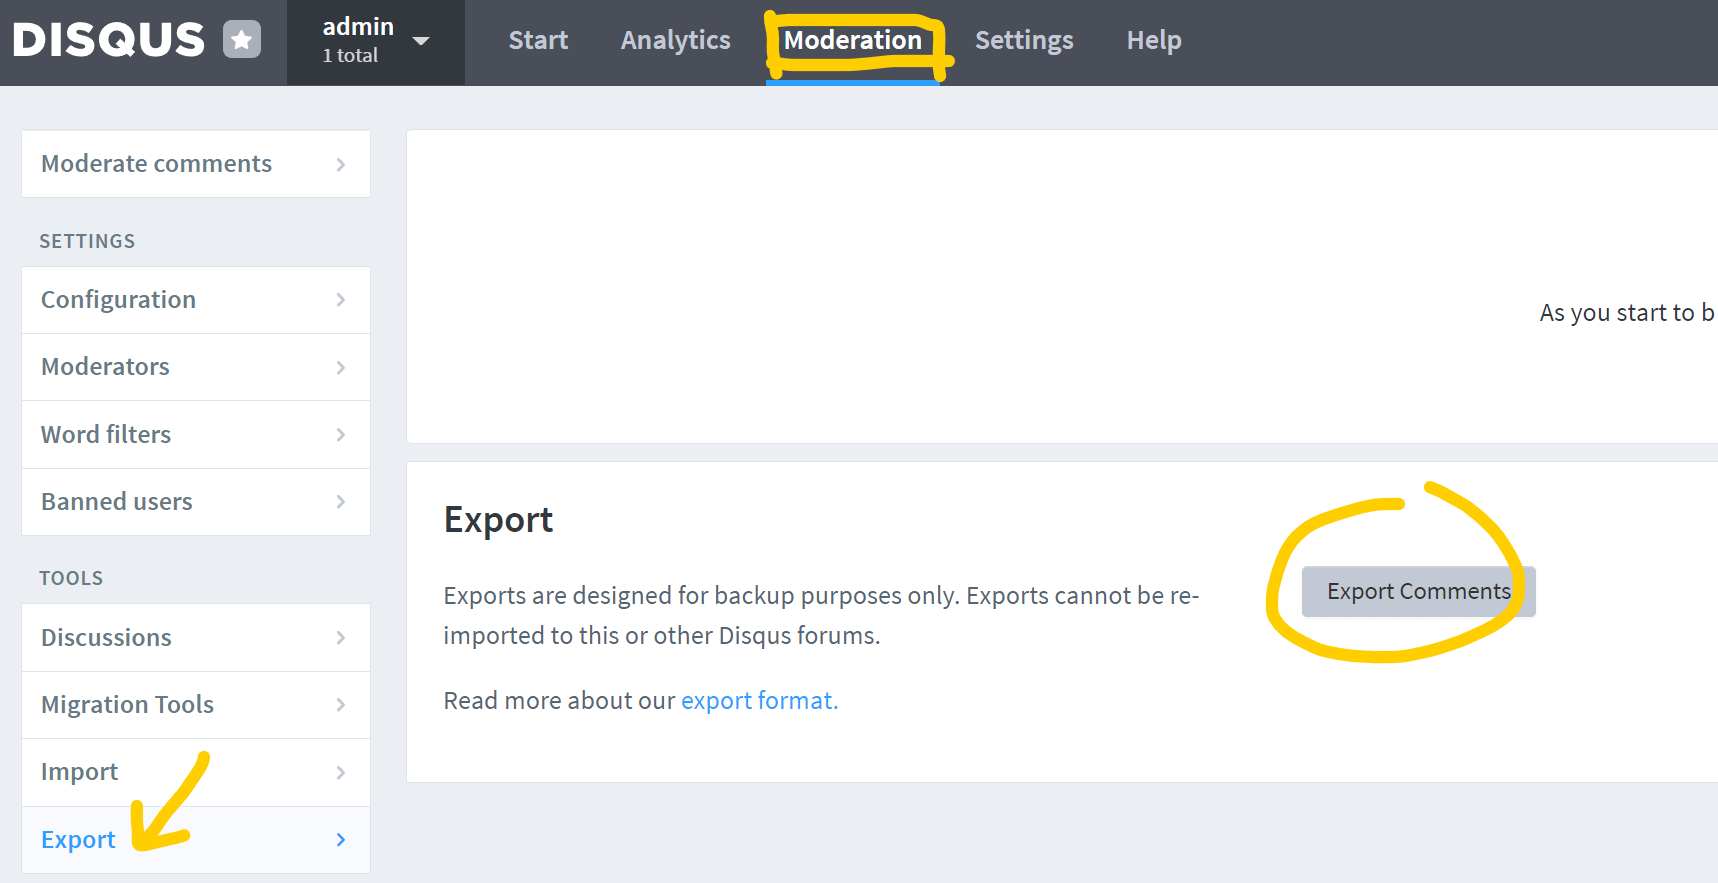 DISQUS
admin
1 total
Start
Analytics
Moderation
Settings
Help
Moderate comments
SETTINGS
Configuration
Moderators
Word filters
Banned users
TOOLS
Discussions
Migration Tools
Import
Export
As you start to b
Export
Exports are designed for backup purposes only. Exports cannot be re-
imported to this or other Disqus forums.
Read more about our export format.
Export Comments